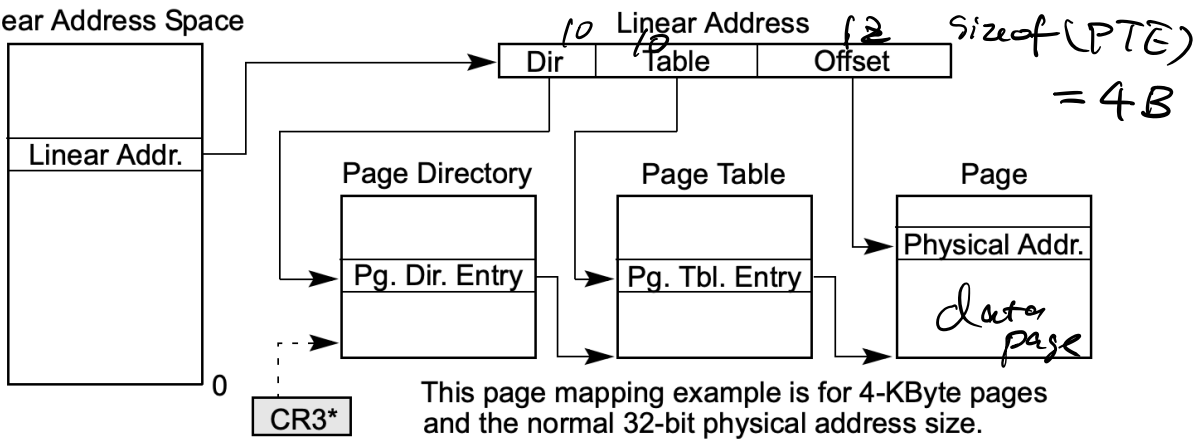 ear Address Space
Linear Address
10
10
12
sizeof(PTE)
= 4B
Dir
Table
Offset
Linear Addr.
Page Directory
Page Table
Page
Physical Addr.
Pg. Dir. Entry
Pg. Tbl. Entry
data
page
0
CR3*
This page mapping example is for 4-KByte pages
and the normal 32-bit physical address size.